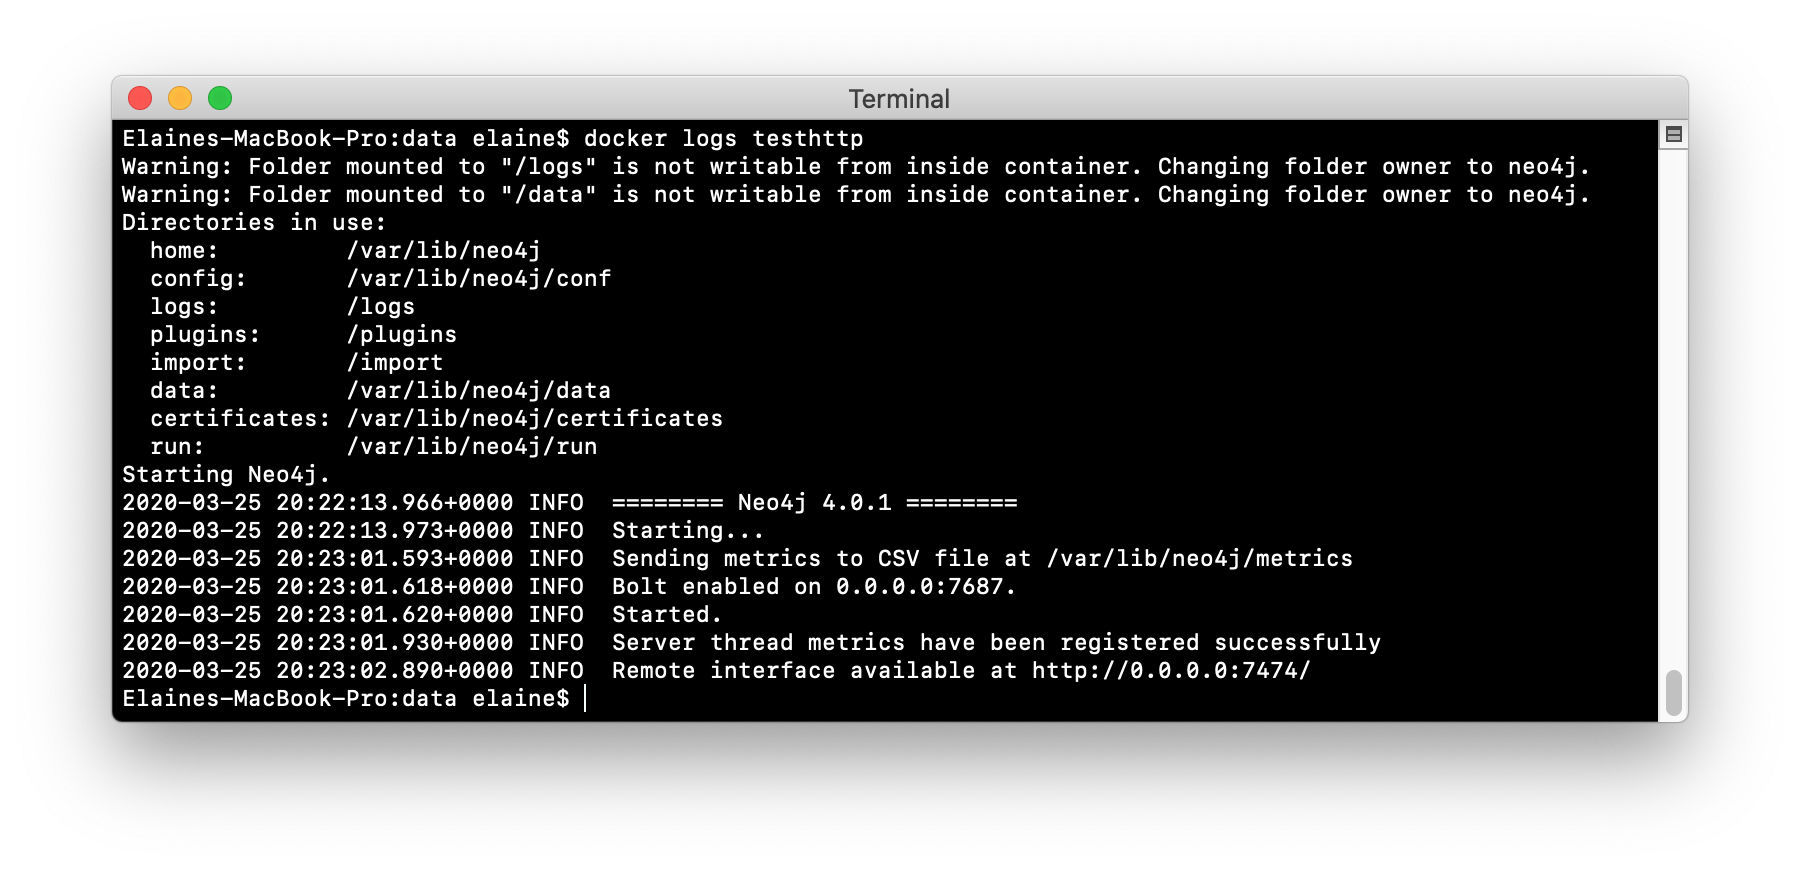 Terminal
Elaines-MacBook-Pro:data elaine$ docker logs testhttp
Warning: Folder mounted to "/logs" is not writable from inside container. Changing folder owner to neo4j.
Warning: Folder mounted to "/data" is not writable from inside container. Changing folder owner to neo4j.
Directories in use:
  home:         /var/lib/neo4j
  config:       /var/lib/neo4j/conf
  logs:         /logs
  plugins:      /plugins
  import:       /import
  data:         /var/lib/neo4j/data
  certificates: /var/lib/neo4j/certificates
  run:          /var/lib/neo4j/run
Starting Neo4j.
2020-03-25 20:22:13.966+0000 INFO  ======== Neo4j 4.0.1 ========
2020-03-25 20:22:13.973+0000 INFO  Starting...
2020-03-25 20:23:01.593+0000 INFO  Sending metrics to CSV file at /var/lib/neo4j/metrics
2020-03-25 20:23:01.618+0000 INFO  Bolt enabled on 0.0.0.0:7687.
2020-03-25 20:23:01.620+0000 INFO  Started.
2020-03-25 20:23:01.930+0000 INFO  Server thread metrics have been registered successfully
2020-03-25 20:23:02.890+0000 INFO  Remote interface available at http://0.0.0.0:7474/
Elaines-MacBook-Pro:data elaine$